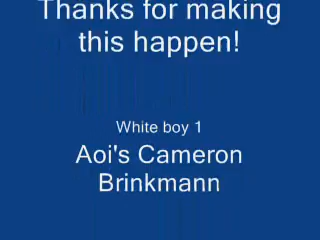 Thanks for making
this happen!
White boy 1
Aoi's Cameron
Brinkmann